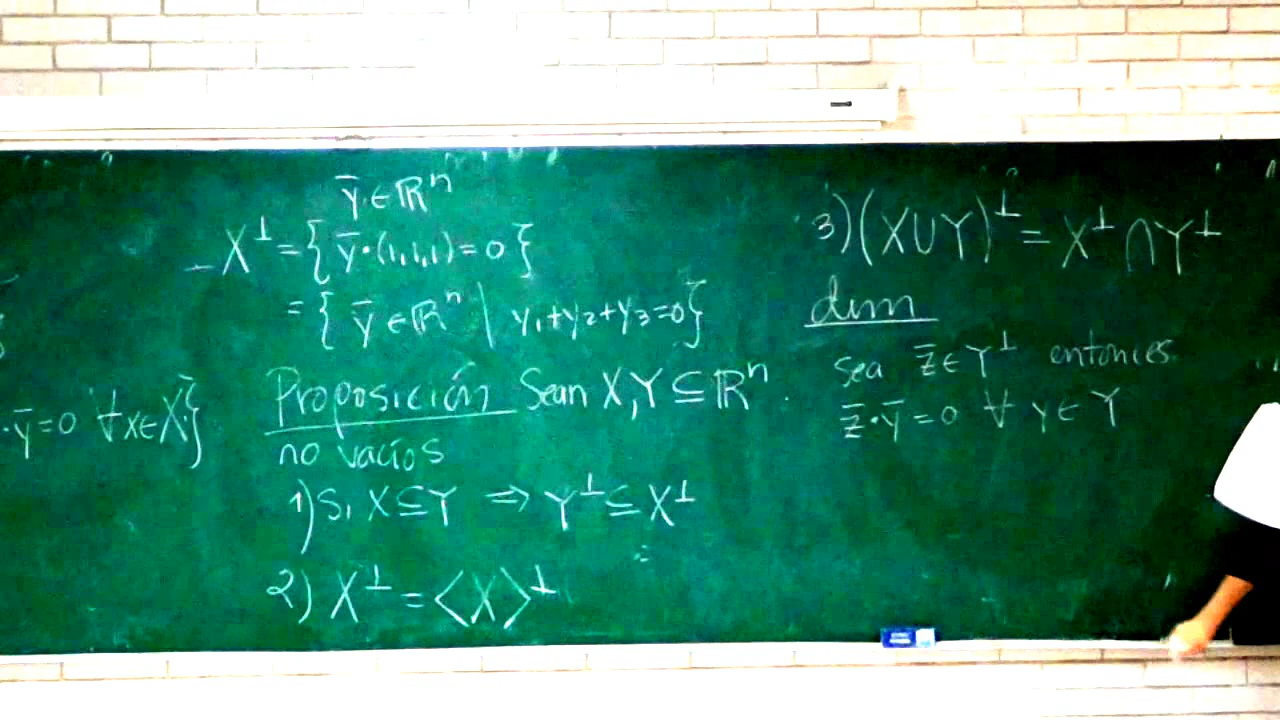 ·ȳ=0 ∀x∈X}
ȳ∈ℝⁿ
X⊥={ȳ·(1,1,1)=0}
={ȳ∈ℝⁿ | y₁+y₂+y₃=0}
Proposición Sean X,Y⊆ℝⁿ
no vacíos
1) Si X⊆Y ⇒ Y⊥⊆X⊥
2) X⊥=⟨X⟩⊥
3) (X∪Y)⊥=X⊥∩Y⊥
dem
Sea z̄∈Y⊥ entonces
z̄·ȳ=0 ∀ y∈Y